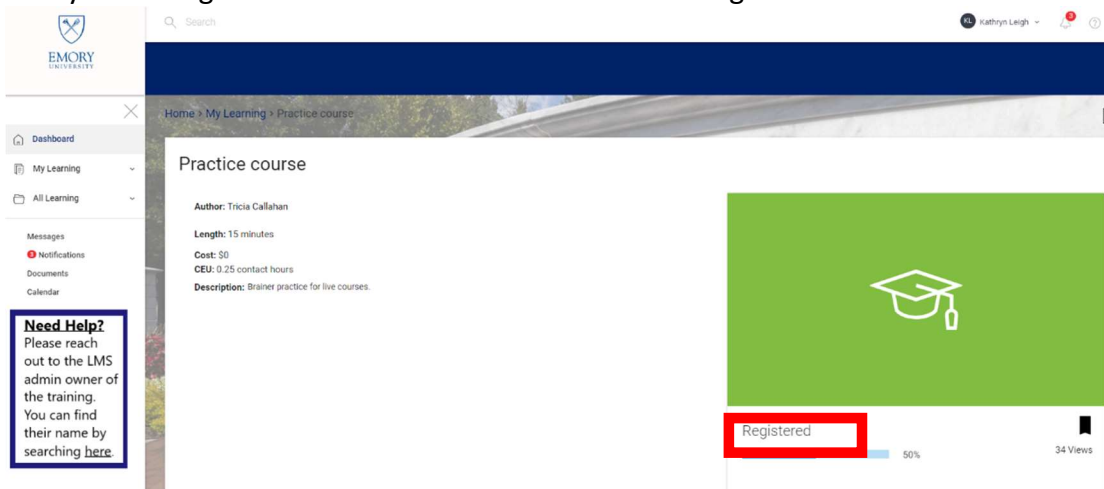 Search
KL Kathryn Leigh
3
EMORY
UNIVERSITY
Home > My Learning > Practice course
Dashboard
My Learning
All Learning
Messages
3 Notifications
Documents
Calendar
Need Help?
Please reach
out to the LMS
admin owner of
the training.
You can find
their name by
searching here.
Practice course
Author: Tricia Callahan
Length: 15 minutes
Cost: $0
CEU: 0.25 contact hours
Description: Brainer practice for live courses.
Registered
50%
34 Views